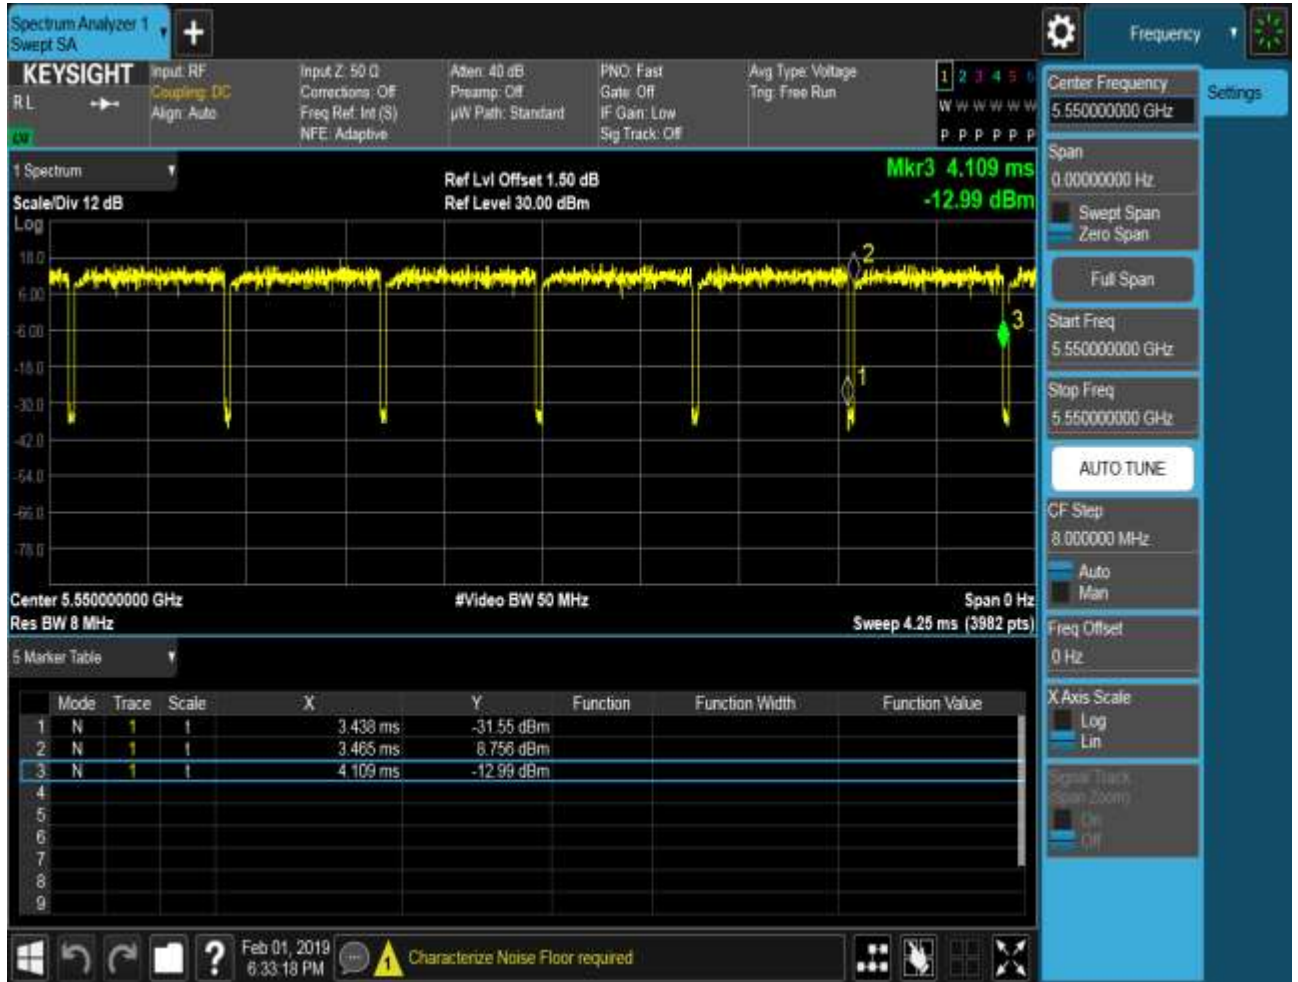 Spectrum Analyzer 1
Swept SA
+
Frequency
KEYSIGHT
RL
Input: RF
Coupling: DC
Align: Auto
Input Z: 50 Ω
Corrections: Off
Freq Ref: Int (S)
NFE: Adaptive
Atten: 40 dB
Preamp: Off
µW Path: Standard
PNO: Fast
Gate: Off
IF Gain: Low
Sig Track: Off
Avg Type: Voltage
Trig: Free Run
1 2 3 4 5 6
W W W W W W
P P P P P P
1 Spectrum
Scale/Div 12 dB
Ref Lvl Offset 1.50 dB
Ref Level 30.00 dBm
Mkr3 4.109 ms
-12.99 dBm
Log
18.0
6.00
-6.00
-18.0
-30.0
-42.0
-54.0
-66.0
-78.0
1
2
3
Center 5.550000000 GHz
Res BW 8 MHz
#Video BW 50 MHz
Span 0 Hz
Sweep 4.25 ms (3982 pts)
5 Marker Table
Mode Trace Scale X Y Function Function Width Function Value
1 N 1 t 3.438 ms -31.55 dBm
2 N 1 t 3.465 ms 8.756 dBm
3 N 1 t 4.109 ms -12.99 dBm
4
5
6
7
8
9
Center Frequency
5.550000000 GHz
Settings
Span
0.00000000 Hz
Swept Span
Zero Span
Full Span
Start Freq
5.550000000 GHz
Stop Freq
5.550000000 GHz
AUTO TUNE
CF Step
8.000000 MHz
Auto
Man
Freq Offset
0 Hz
X Axis Scale
Log
Lin
Signal Track
(Span Zoom)
On
Off
?
Feb 01, 2019
6:33:18 PM
1
Characterize Noise Floor required